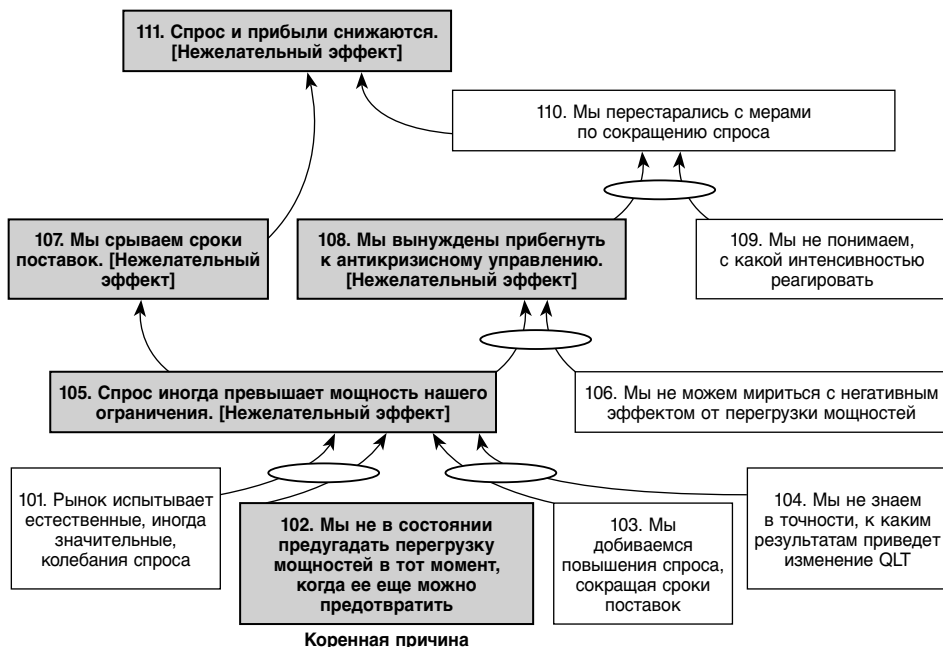 111. Спрос и прибыли снижаются.
[Нежелательный эффект]
110. Мы перестарались с мерами
по сокращению спроса
107. Мы срываем сроки
поставок. [Нежелательный
эффект]
108. Мы вынуждены прибегнуть
к антикризисному управлению.
[Нежелательный эффект]
109. Мы не понимаем,
с какой интенсивностью
реагировать
105. Спрос иногда превышает мощность нашего
ограничения. [Нежелательный эффект]
106. Мы не можем мириться с негативным
эффектом от перегрузки мощностей
101. Рынок испытывает
естественные, иногда
значительные,
колебания спроса
102. Мы не в состоянии
предугадать перегрузку
мощностей в тот момент,
когда ее еще можно
предотвратить
103. Мы
добиваемся
повышения спроса,
сокращая сроки
поставок
104. Мы не знаем
в точности, к каким
результатам приведет
изменение QLT
Коренная причина